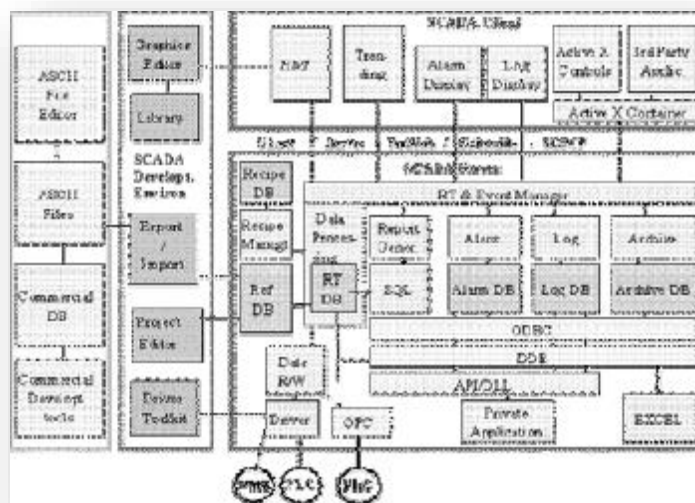 SCADA Client
Graphics
Editor
Library
SCADA
Develop.
Environ
Export /
Import
Project
Editor
Driver
Toolkit
ASCII
File
Editor
ASCII
Files
Commercial
DB
Commercial
Develop.
tools
Trending
Alarm
Display
Log
Display
Active X
Controls
3rd Party
Applic.
Active X Container
SCADA Server
RT & Event Manager
Recipe
DB
Recipe
Managt
Ref
DB
Data
Processing
RT
DB
Report
Gener.
SQL
Alarm
Alarm DB
Log
Log DB
Archive
Archive DB
ODBC
DDE
API/DLL
Data
R/W
Driver
OPC
Private
Application
EXCEL
PLC